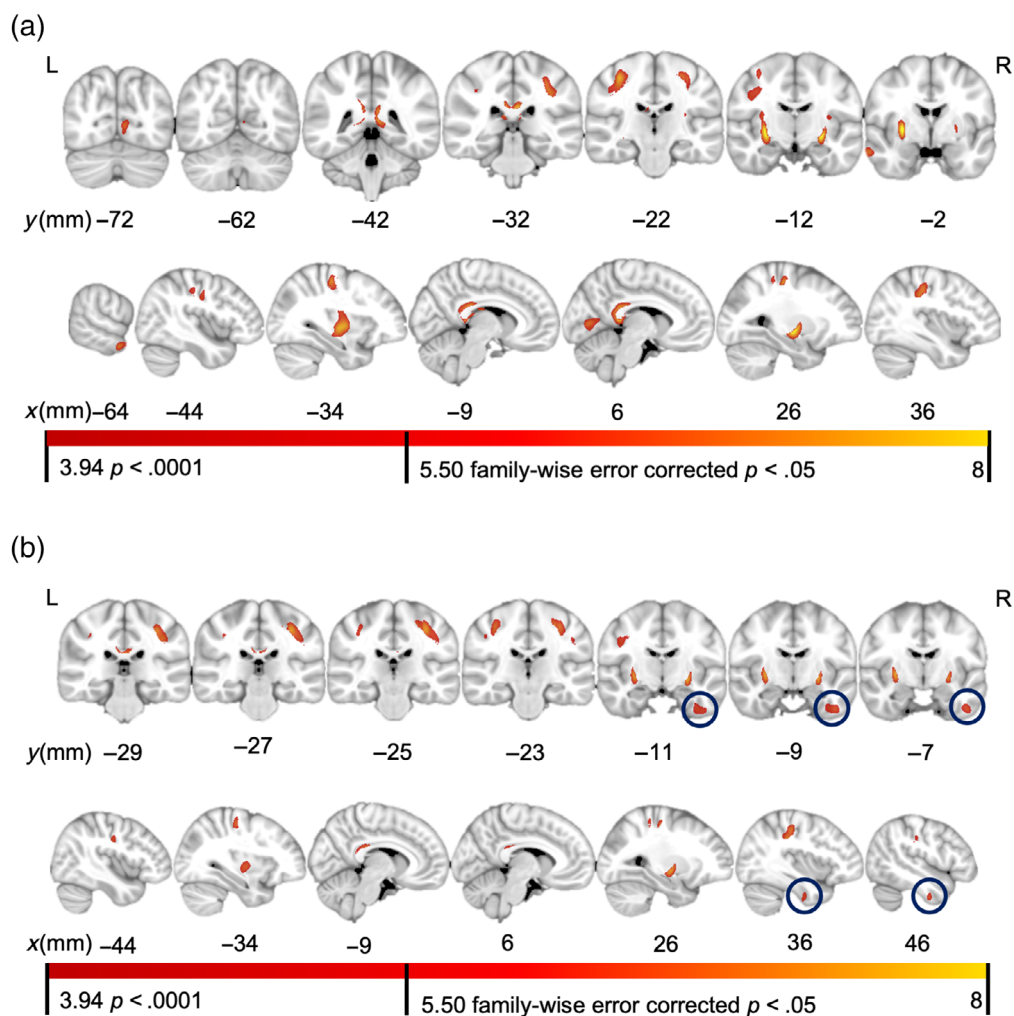 (a)
L R
y(mm) −72 −62 −42 −32 −22 −12 −2
x(mm) −64 −44 −34 −9 6 26 36
3.94 p < .0001 5.50 family-wise error corrected p < .05 8
(b)
L R
y(mm) −29 −27 −25 −23 −11 −9 −7
x(mm) −44 −34 −9 6 26 36 46
3.94 p < .0001 5.50 family-wise error corrected p < .05 8